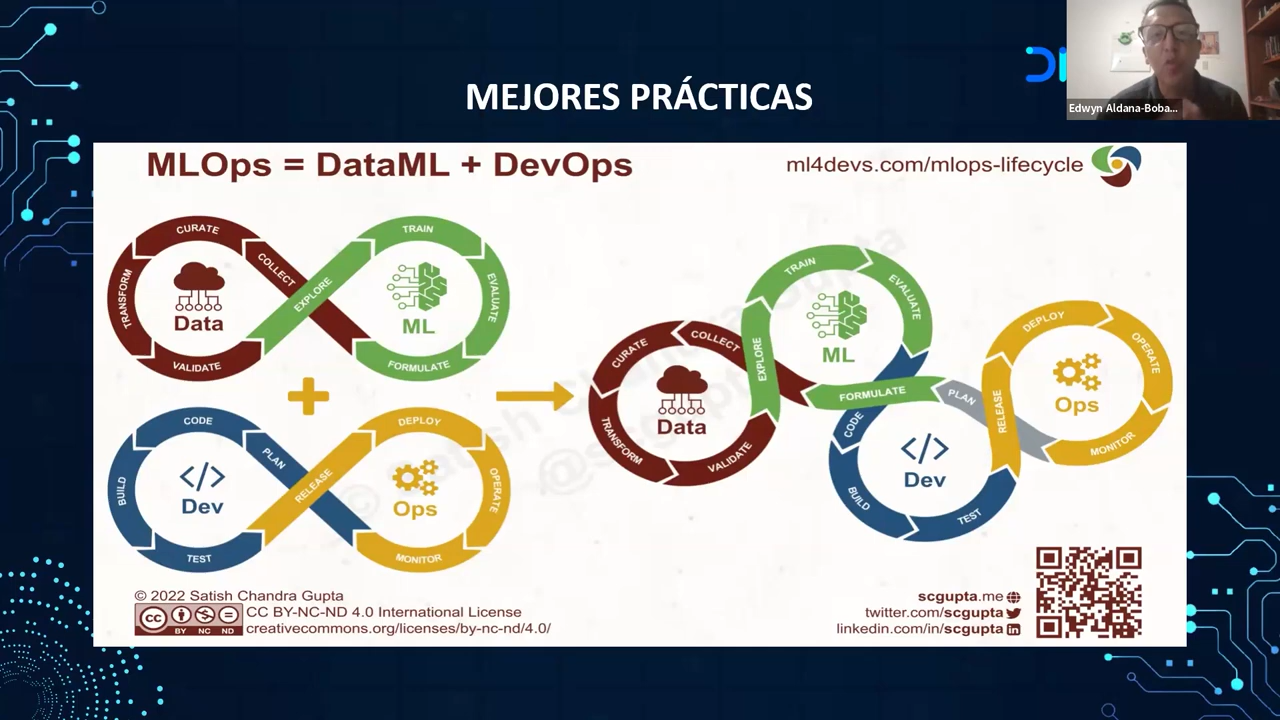 MEJORES PRÁCTICAS
Edwyn Aldana-Boba...
MLOps = DataML + DevOps
ml4devs.com/mlops-lifecycle
CURATE
COLLECT
TRANSFORM
VALIDATE
Data
EXPLORE
TRAIN
EVALUATE
FORMULATE
ML
CODE
PLAN
BUILD
TEST
Dev
RELEASE
DEPLOY
OPERATE
MONITOR
Ops
CURATE
COLLECT
TRANSFORM
VALIDATE
Data
EXPLORE
TRAIN
EVALUATE
FORMULATE
ML
CODE
PLAN
BUILD
TEST
Dev
RELEASE
DEPLOY
OPERATE
MONITOR
Ops
© 2022 Satish Chandra Gupta
cc BY NC ND
CC BY-NC-ND 4.0 International License
creativecommons.org/licenses/by-nc-nd/4.0/
scgupta.me
twitter.com/scgupta
linkedin.com/in/scgupta